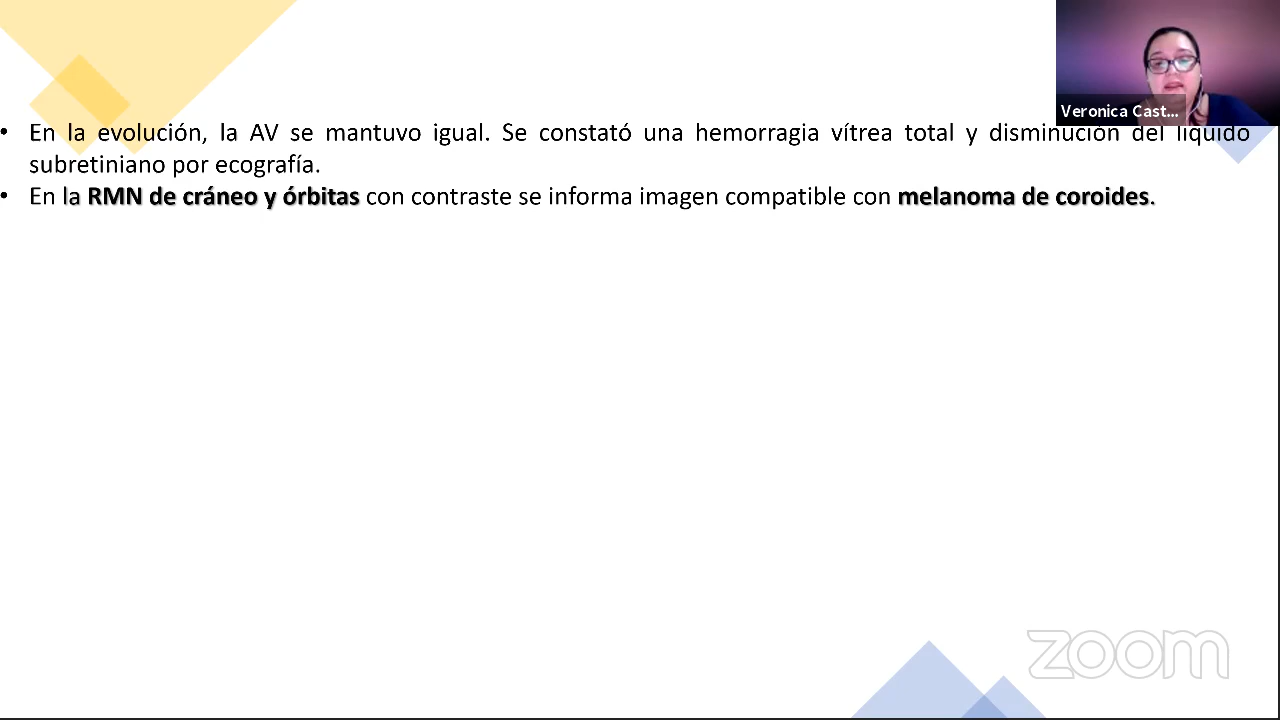 Veronica Cast...
• En la evolución, la AV se mantuvo igual. Se constató una hemorragia vítrea total y disminución del líquido
subretiniano por ecografía.
• En la RMN de cráneo y órbitas con contraste se informa imagen compatible con melanoma de coroides.
zoom